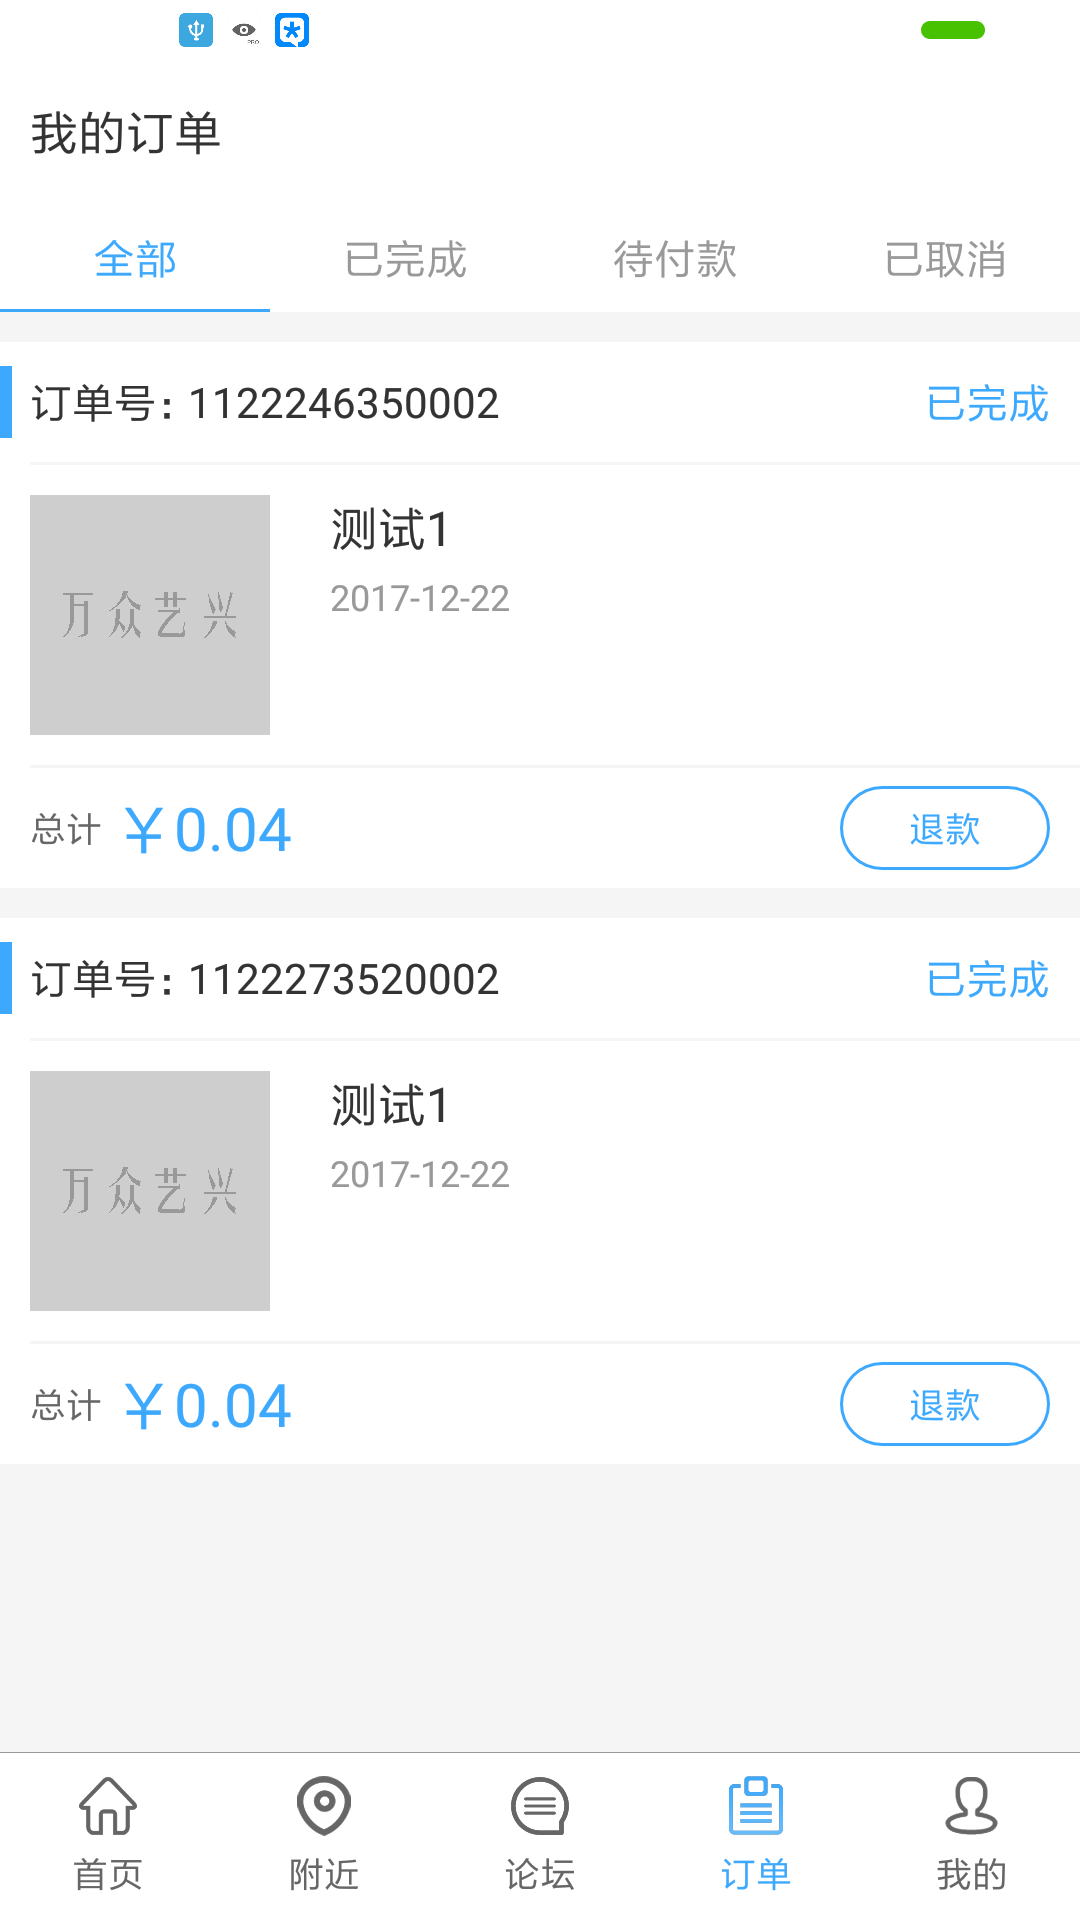 PRO
我的订单
全部 已完成 待付款 已取消
订单号：1122246350002 已完成
万众艺兴
测试1
2017-12-22
总计 ￥0.04 退款
订单号：1122273520002 已完成
万众艺兴
测试1
2017-12-22
总计 ￥0.04 退款
首页 附近 论坛 订单 我的